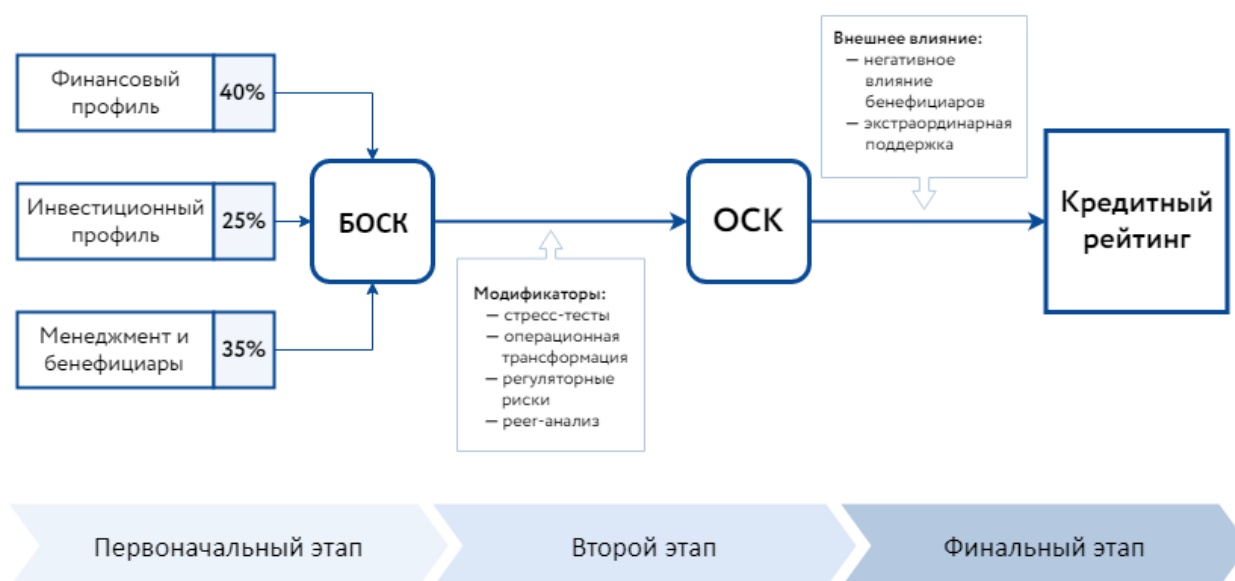 Финансовый
профиль
40%
Инвестиционный
профиль
25%
Менеджмент и
бенефициары
35%
БОСК
Модификаторы:
— стресс-тесты
— операционная
трансформация
— регуляторные
риски
— peer-анализ
ОСК
Внешнее влияние:
— негативное
влияние
бенефициаров
— экстраординарная
поддержка
Кредитный
рейтинг
Первоначальный этап
Второй этап
Финальный этап